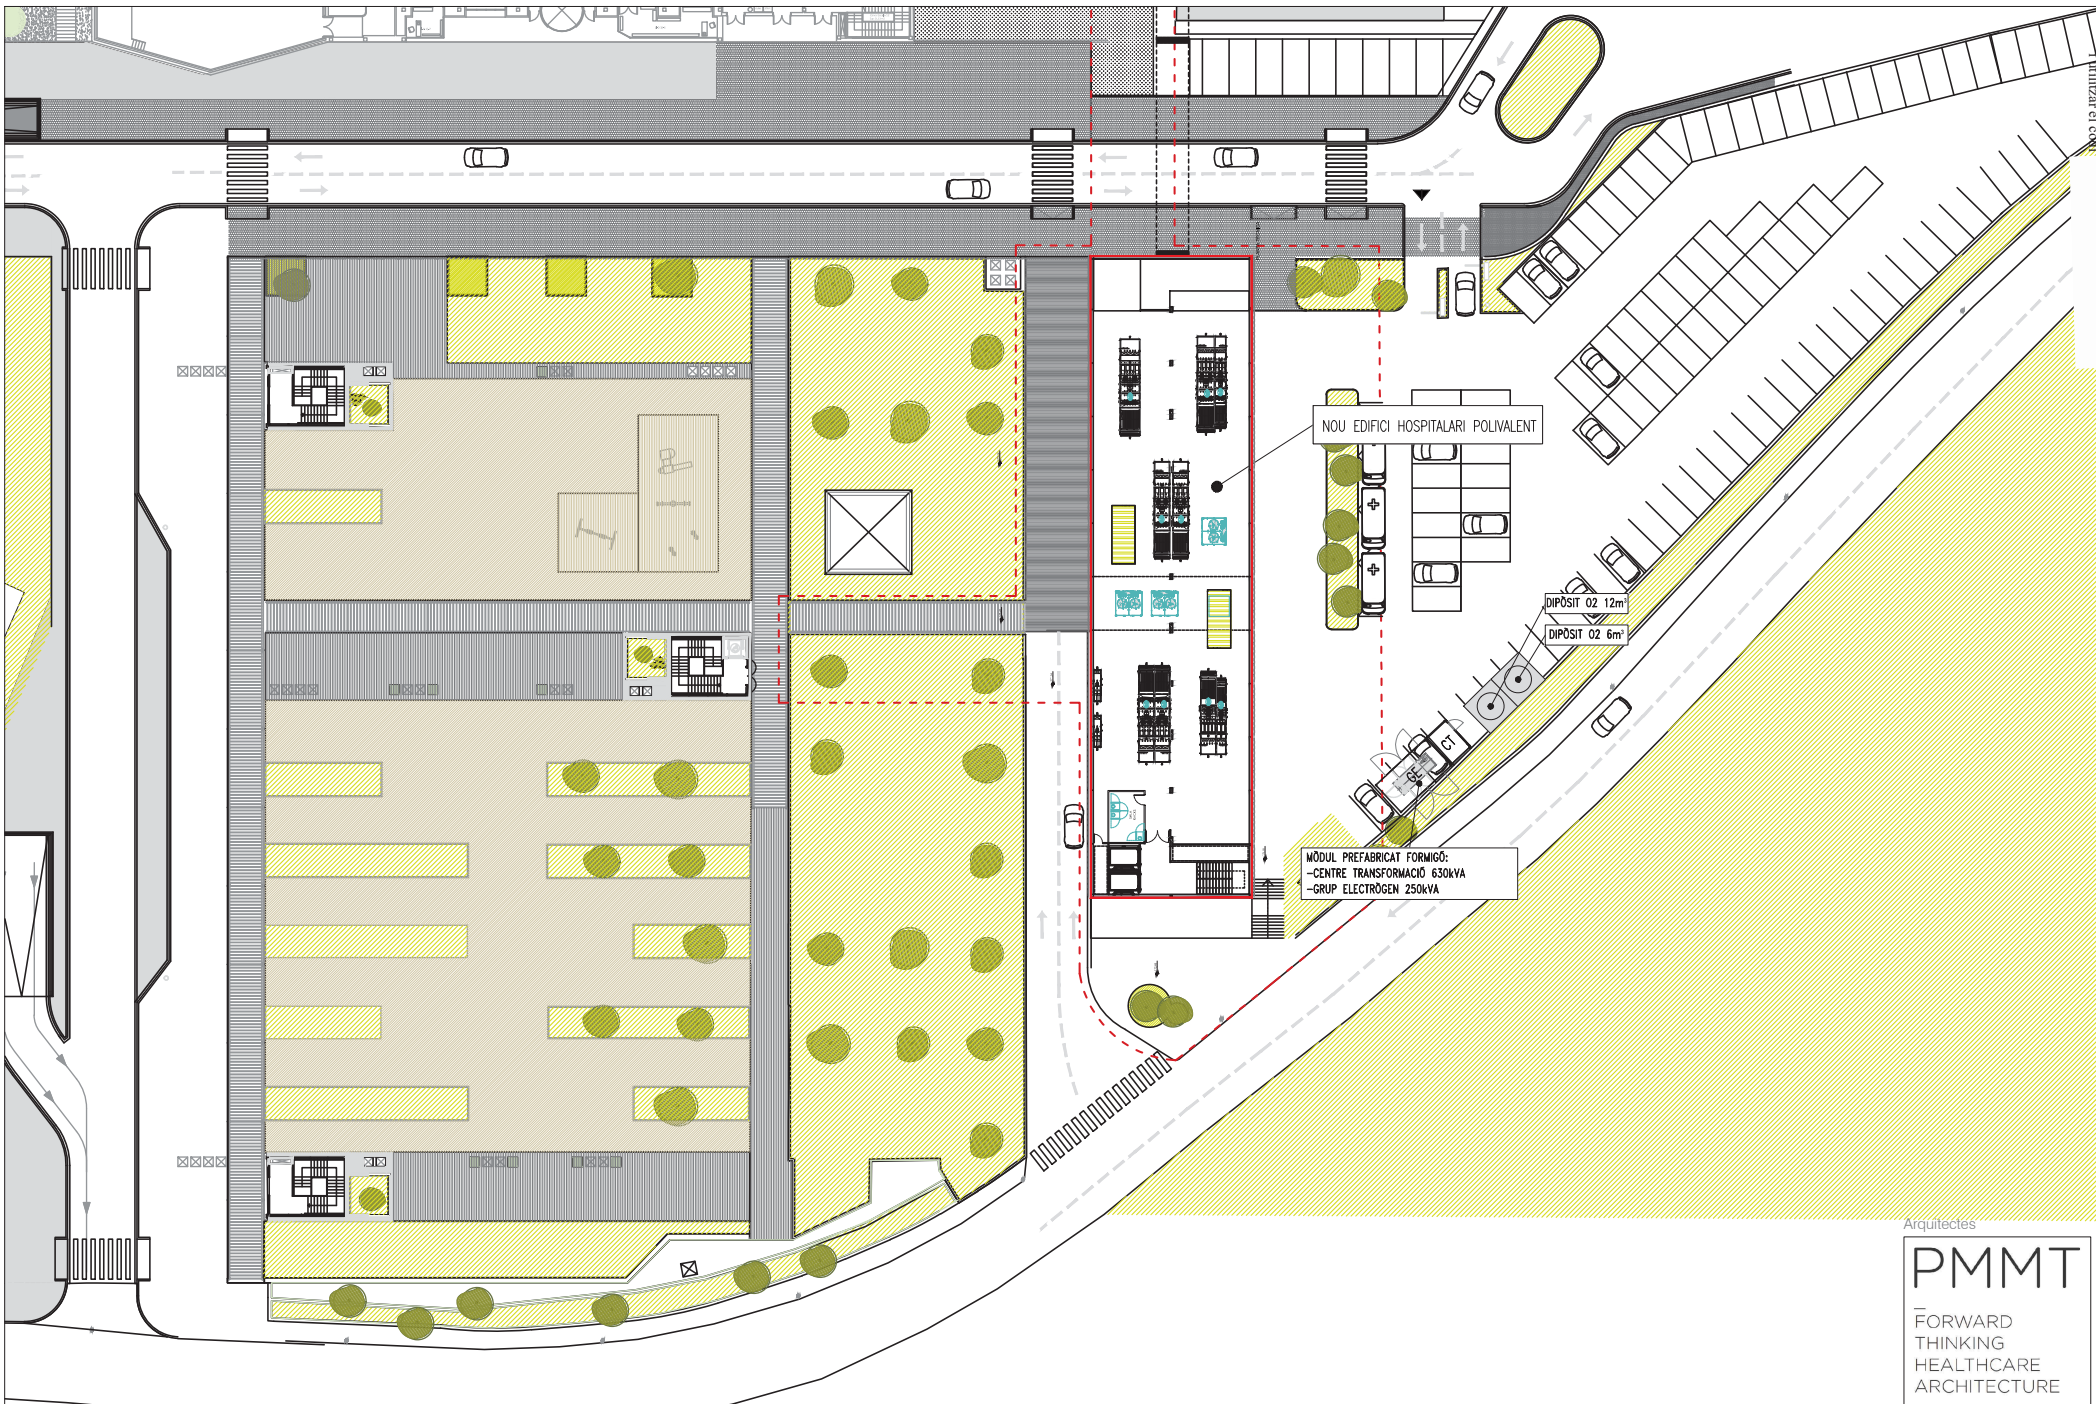 NOU EDIFICI HOSPITALARI POLIVALENT
DIPÒSIT O2 12m³
DIPÒSIT O2 6m³
CT
GE
MÒDUL PREFABRICAT FORMIGÓ:
-CENTRE TRANSFORMACIÓ 630kVA
-GRUP ELECTRÒGEN 250kVA
Arquitectes
PMMT
FORWARD
THINKING
HEALTHCARE
ARCHITECTURE